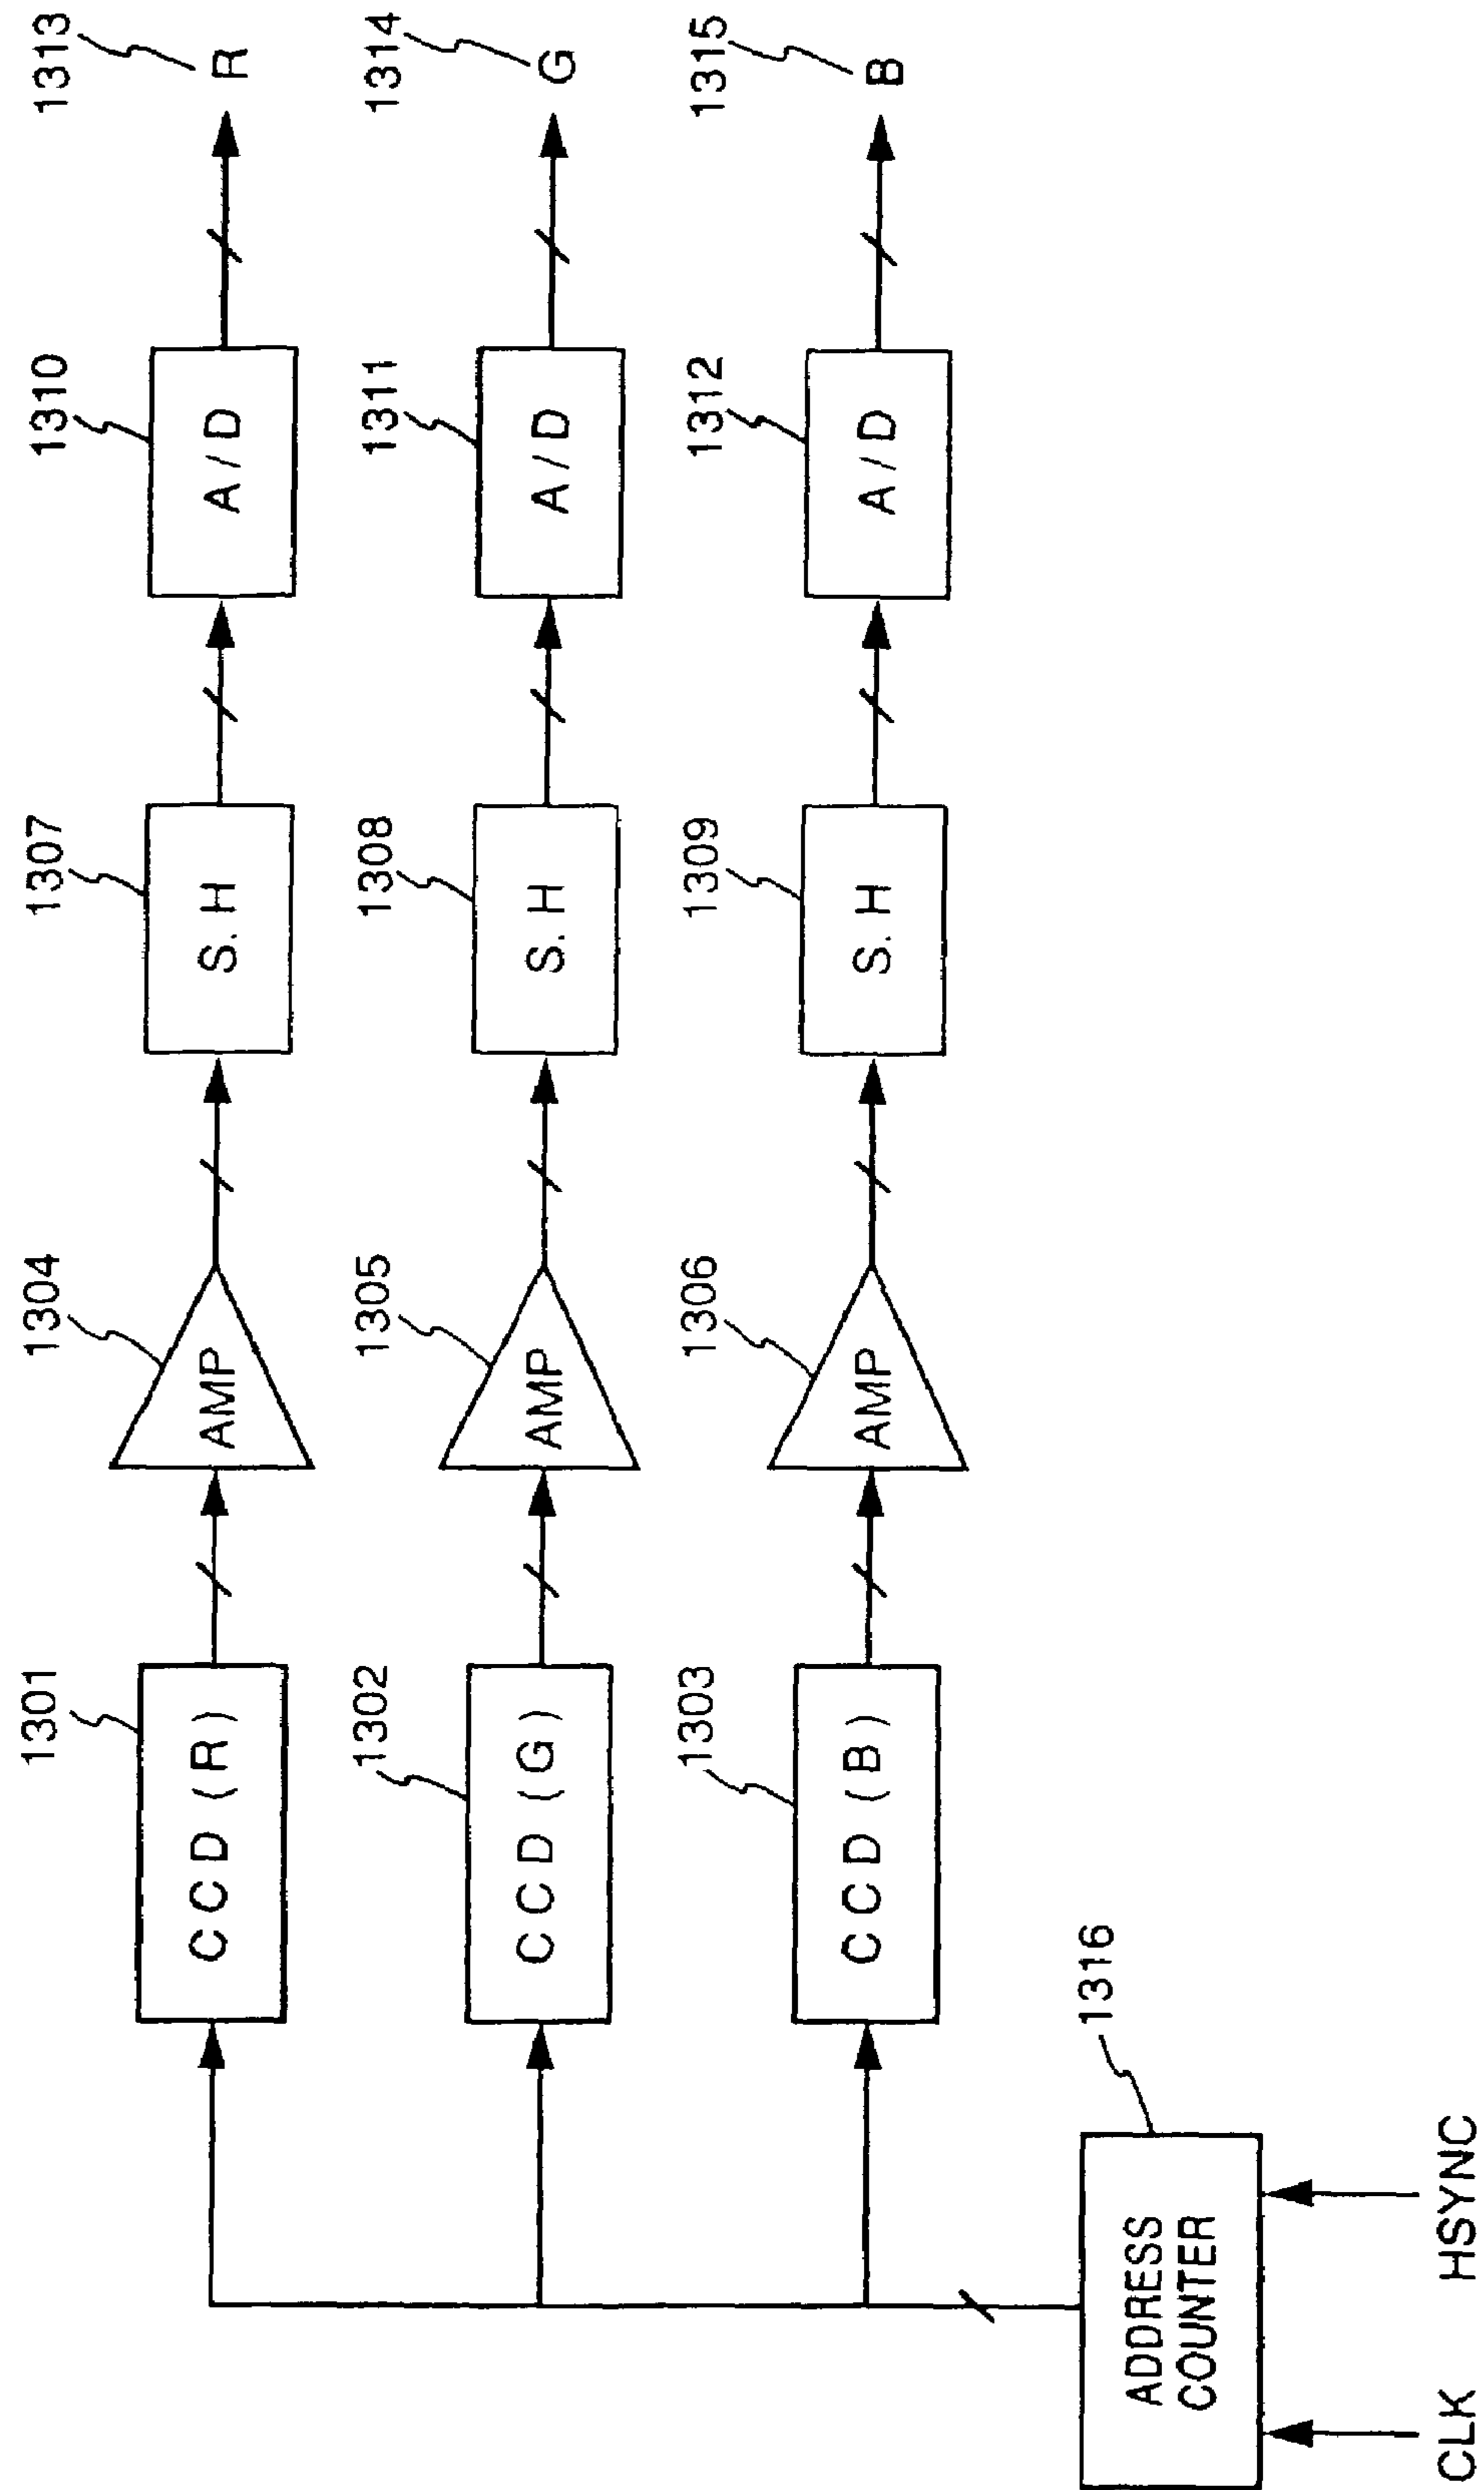 1301
CCD (R)
1304
AMP
1307
S. H
1310
A/D
1313
R
1302
CCD (G)
1305
AMP
1308
S. H
1311
A/D
1314
G
1303
CCD (B)
1306
AMP
1309
S. H
1312
A/D
1315
B
1316
ADDRESS
COUNTER
CLK
HSYNC